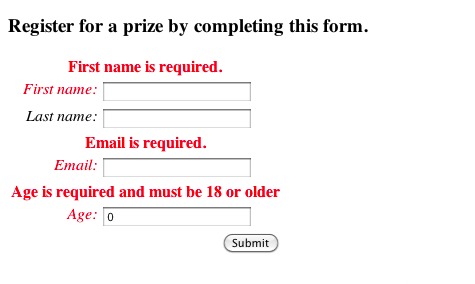 Register for a prize by completing this form.
First name is required.
First name:
Last name:
Email is required.
Email:
Age is required and must be 18 or older
Age: 0
Submit